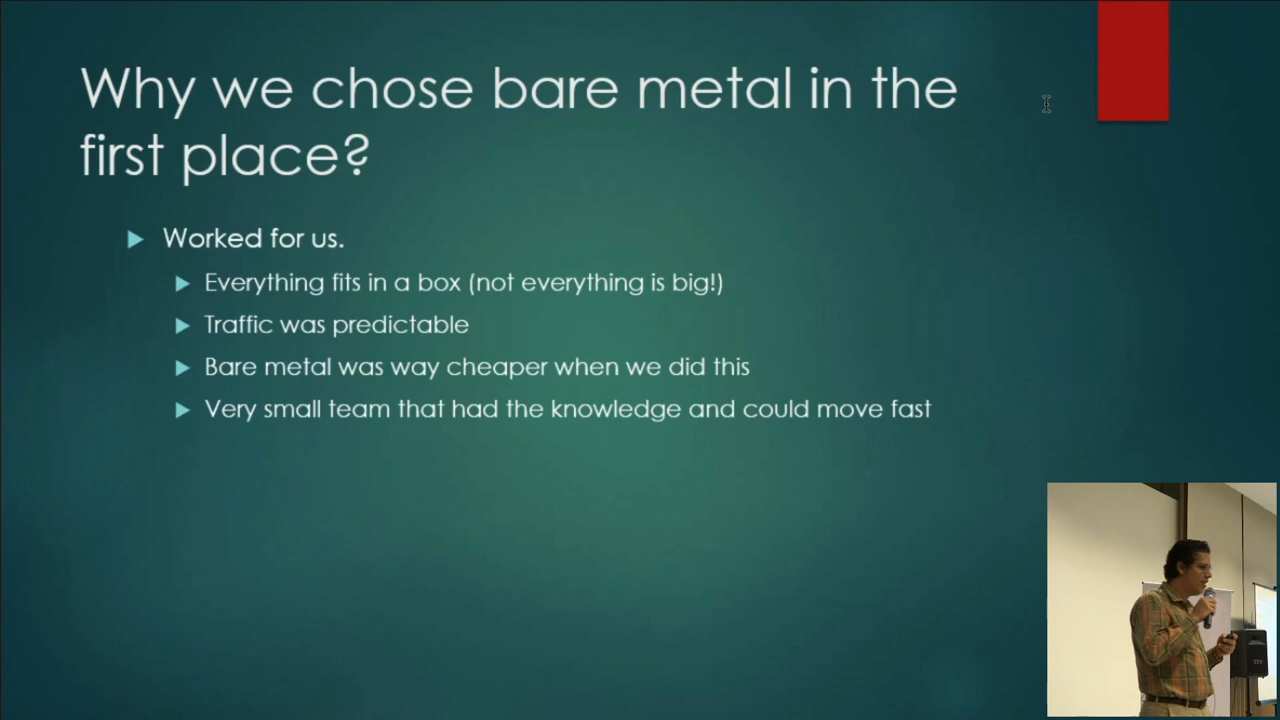 Why we chose bare metal in the
first place?
Worked for us.
Everything fits in a box (not everything is big!)
Traffic was predictable
Bare metal was way cheaper when we did this
Very small team that had the knowledge and could move fast